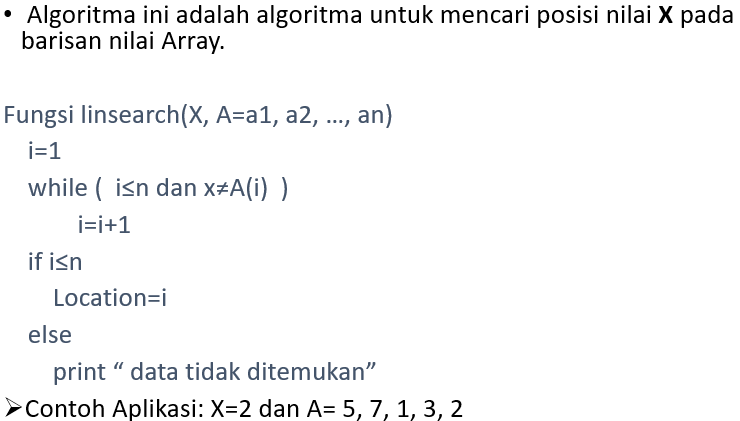 • Algoritma ini adalah algoritma untuk mencari posisi nilai X pada
barisan nilai Array.
Fungsi linsearch(X, A=a1, a2, ..., an)
i=1
while ( i≤n dan x≠A(i) )
i=i+1
if i≤n
Location=i
else
print “ data tidak ditemukan”
➢Contoh Aplikasi: X=2 dan A= 5, 7, 1, 3, 2